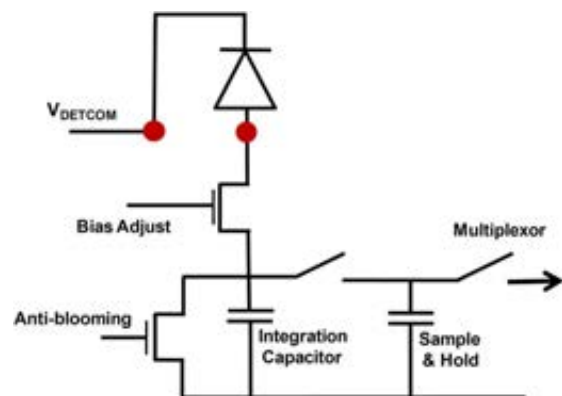 VDETCOM
Bias Adjust
Multiplexor
Anti-blooming
Integration
Capacitor
Sample
& Hold